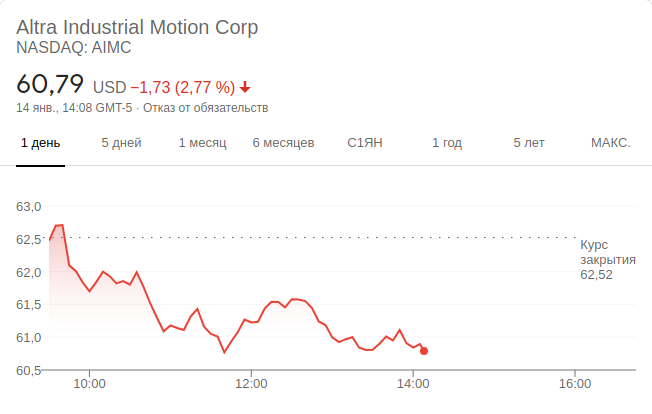 Altra Industrial Motion Corp
NASDAQ: AIMC
60,79 USD −1,73 (2,77 %)
14 янв., 14:08 GMT-5 · Отказ от обязательств
1 день 5 дней 1 месяц 6 месяцев С1ЯН 1 год 5 лет МАКС.
63,0
62,5
Курс
закрытия
62,52
62,0
61,5
61,0
60,5
10:00 12:00 14:00 16:00